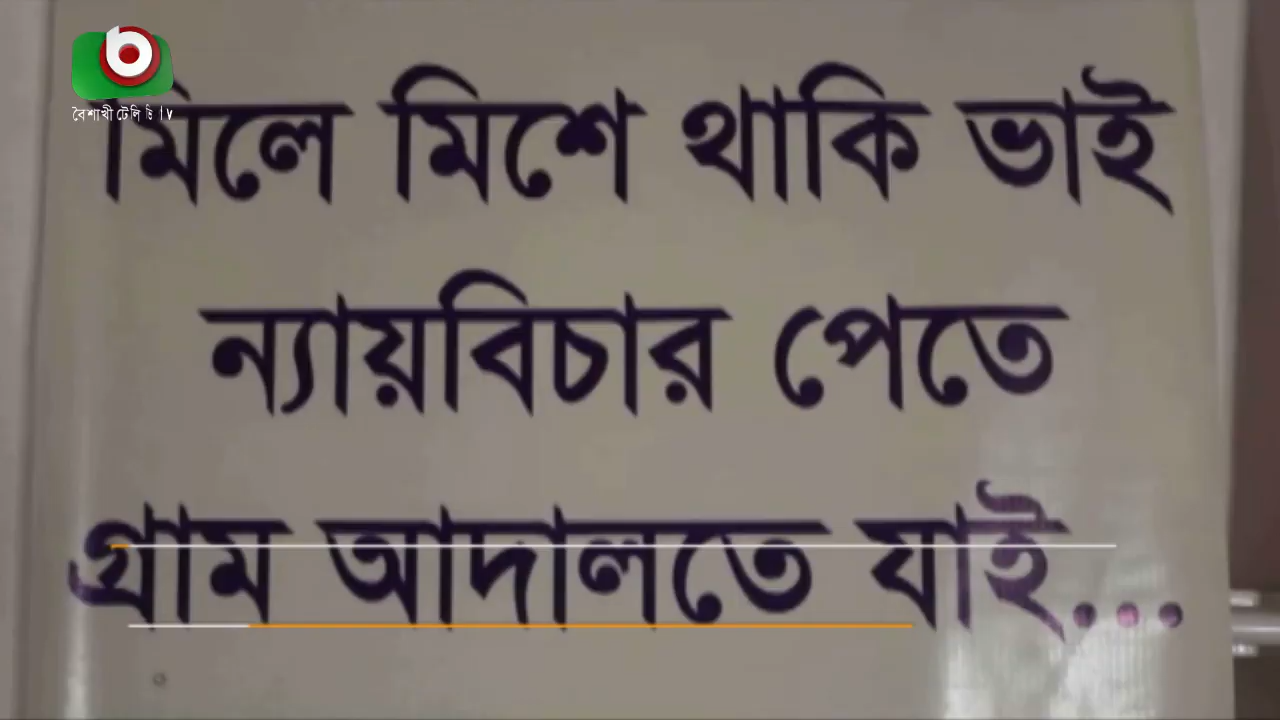 বৈশাখী টেলিভিশন
মিলে মিশে থাকি ভাই
ন্যায়বিচার পেতে
গ্রাম আদালতে যাই...